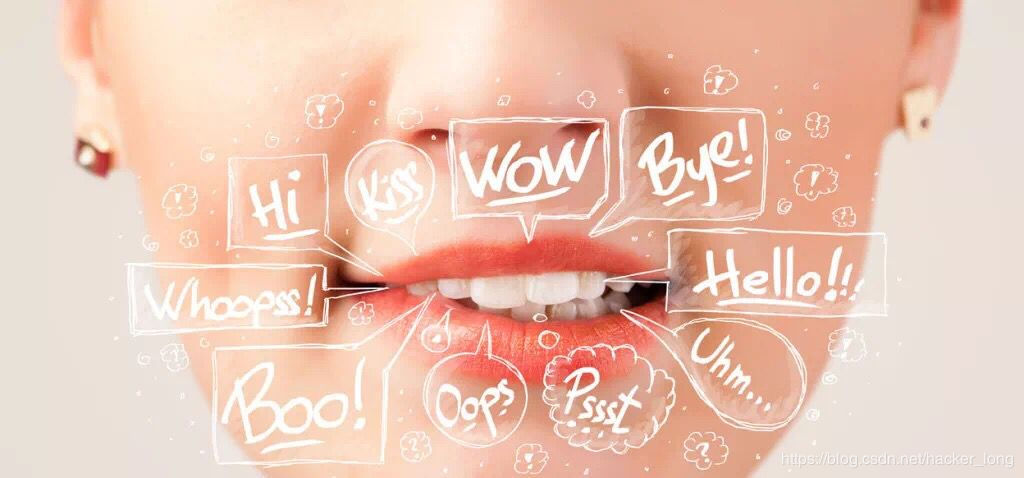 Hi
Kiss
WOW
Bye!
Whoopss!
Hello!!!
Boo!
Oops
Pssst
Uhm...
https://blog.csdn.net/hacker_long